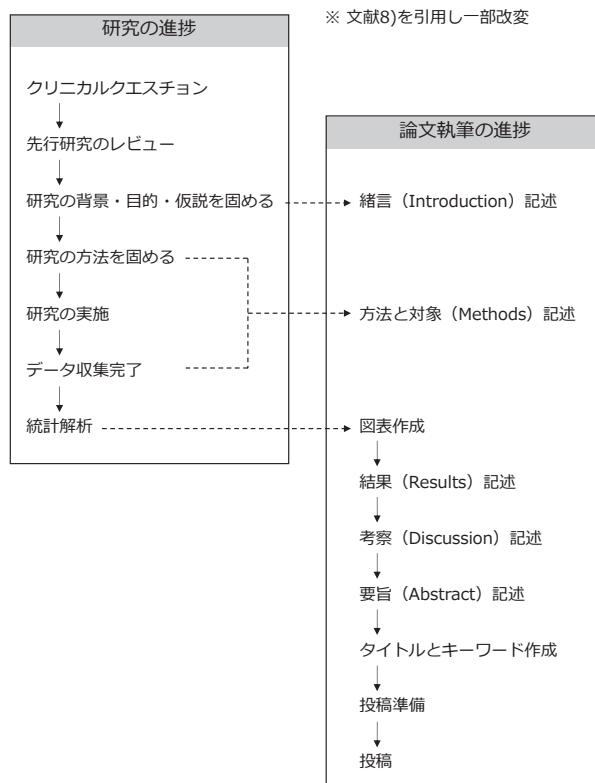 ※ 文献8)を引用し一部改変
研究の進捗
クリニカルクエスチョン
先行研究のレビュー
研究の背景・目的・仮説を固める
研究の方法を固める
研究の実施
データ収集完了
統計解析
論文執筆の進捗
緒言（Introduction）記述
方法と対象（Methods）記述
図表作成
結果（Results）記述
考察（Discussion）記述
要旨（Abstract）記述
タイトルとキーワード作成
投稿準備
投稿